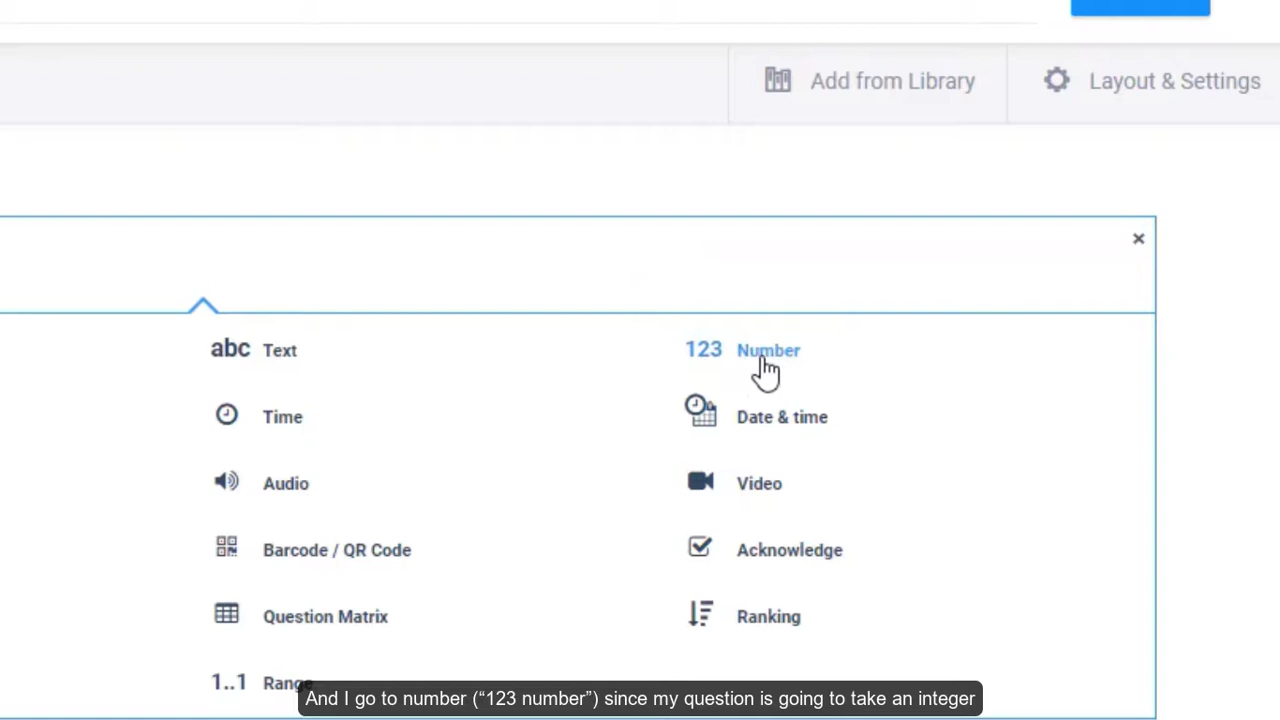 Add from Library
Layout & Settings
×
abc Text
123 Number
Time
Date & time
Audio
Video
Barcode / QR Code
Acknowledge
Question Matrix
Ranking
1..1 Range
And I go to number (“123 number”) since my question is going to take an integer